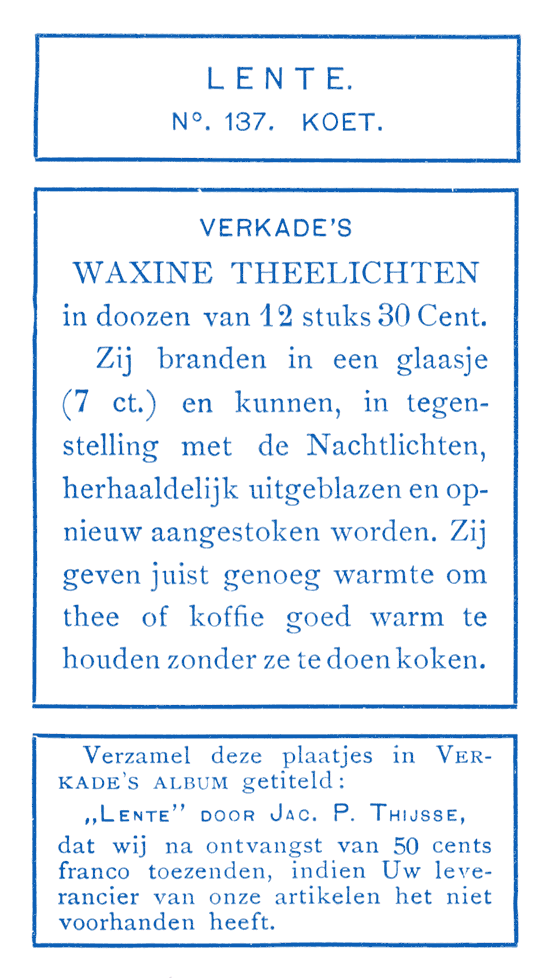 LENTE.
No. 137. KOET.
VERKADE'S
WAXINE THEELICHTEN
in doozen van 12 stuks 30 Cent.
Zij branden in een glaasje
(7 ct.) en kunnen, in tegen-
stelling met de Nachtlichten,
herhaaldelijk uitgeblazen en op-
nieuw aangestoken worden. Zij
geven juist genoeg warmte om
thee of koffie goed warm te
houden zonder ze te doen koken.
Verzamel deze plaatjes in VER-
KADE'S ALBUM getiteld:
„LENTE" DOOR JAC. P. THIJSSE,
dat wij na ontvangst van 50 cents
franco toezenden, indien Uw leve-
rancier van onze artikelen het niet
voorhanden heeft.